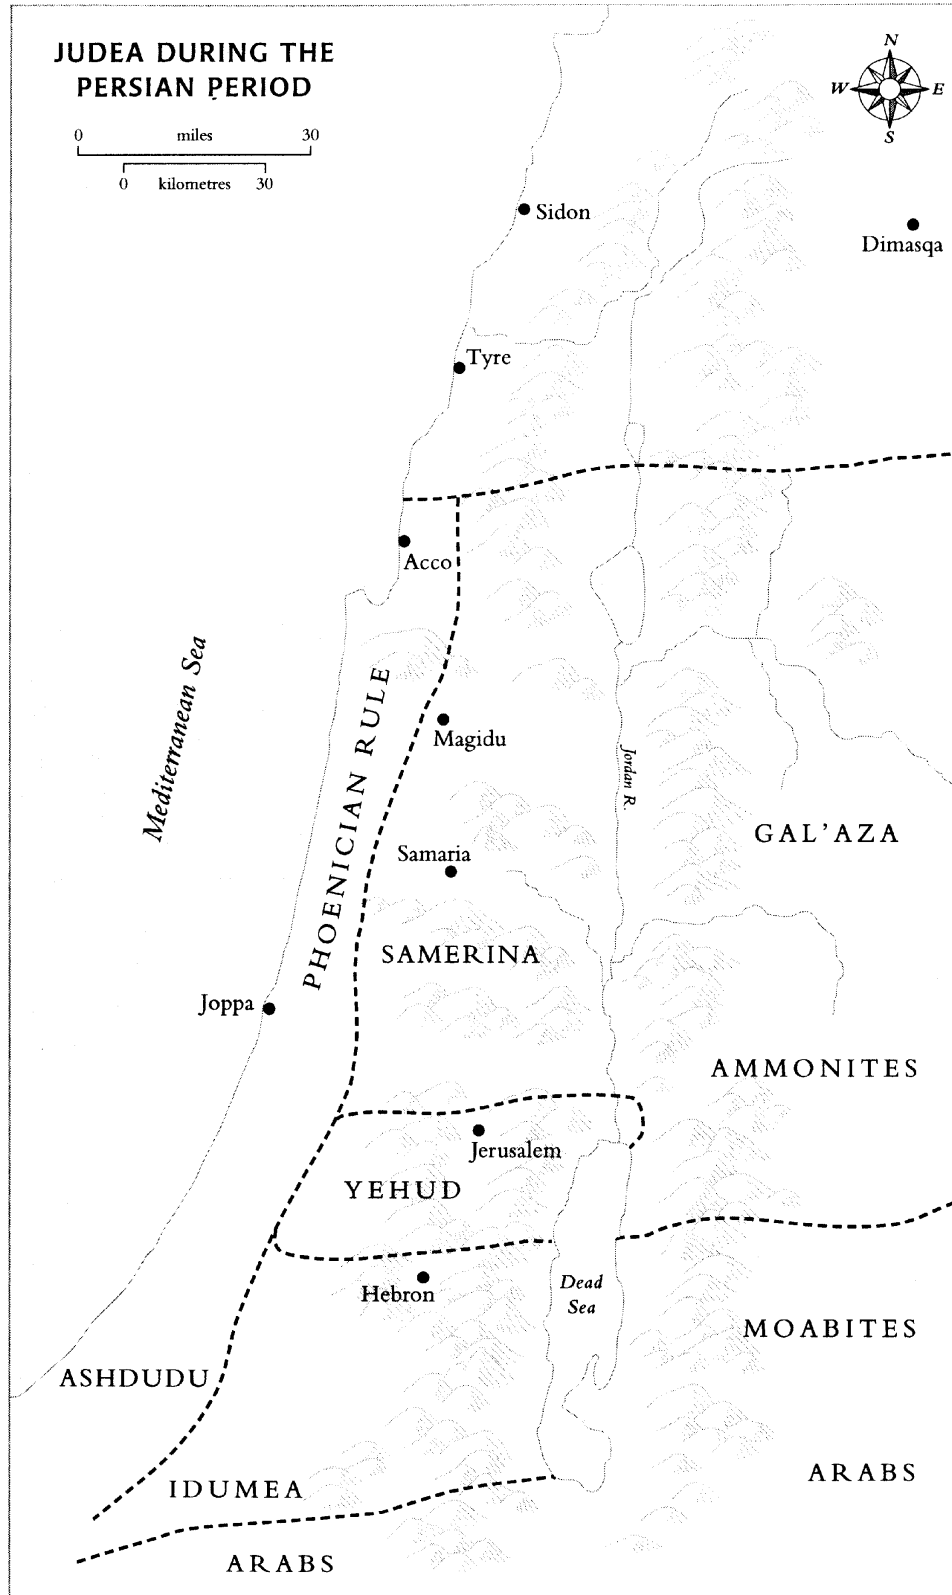 JUDEA DURING THE
PERSIAN PERIOD
0 miles 30
0 kilometres 30
N
W E
S
Sidon
Dimasqa
Tyre
Acco
Mediterranean Sea
PHOENICIAN RULE
Magidu
Jordan R.
GAL'AZA
Samaria
SAMERINA
Joppa
AMMONITES
Jerusalem
YEHUD
Dead
Sea
Hebron
MOABITES
ASHDUDU
ARABS
IDUMEA
ARABS